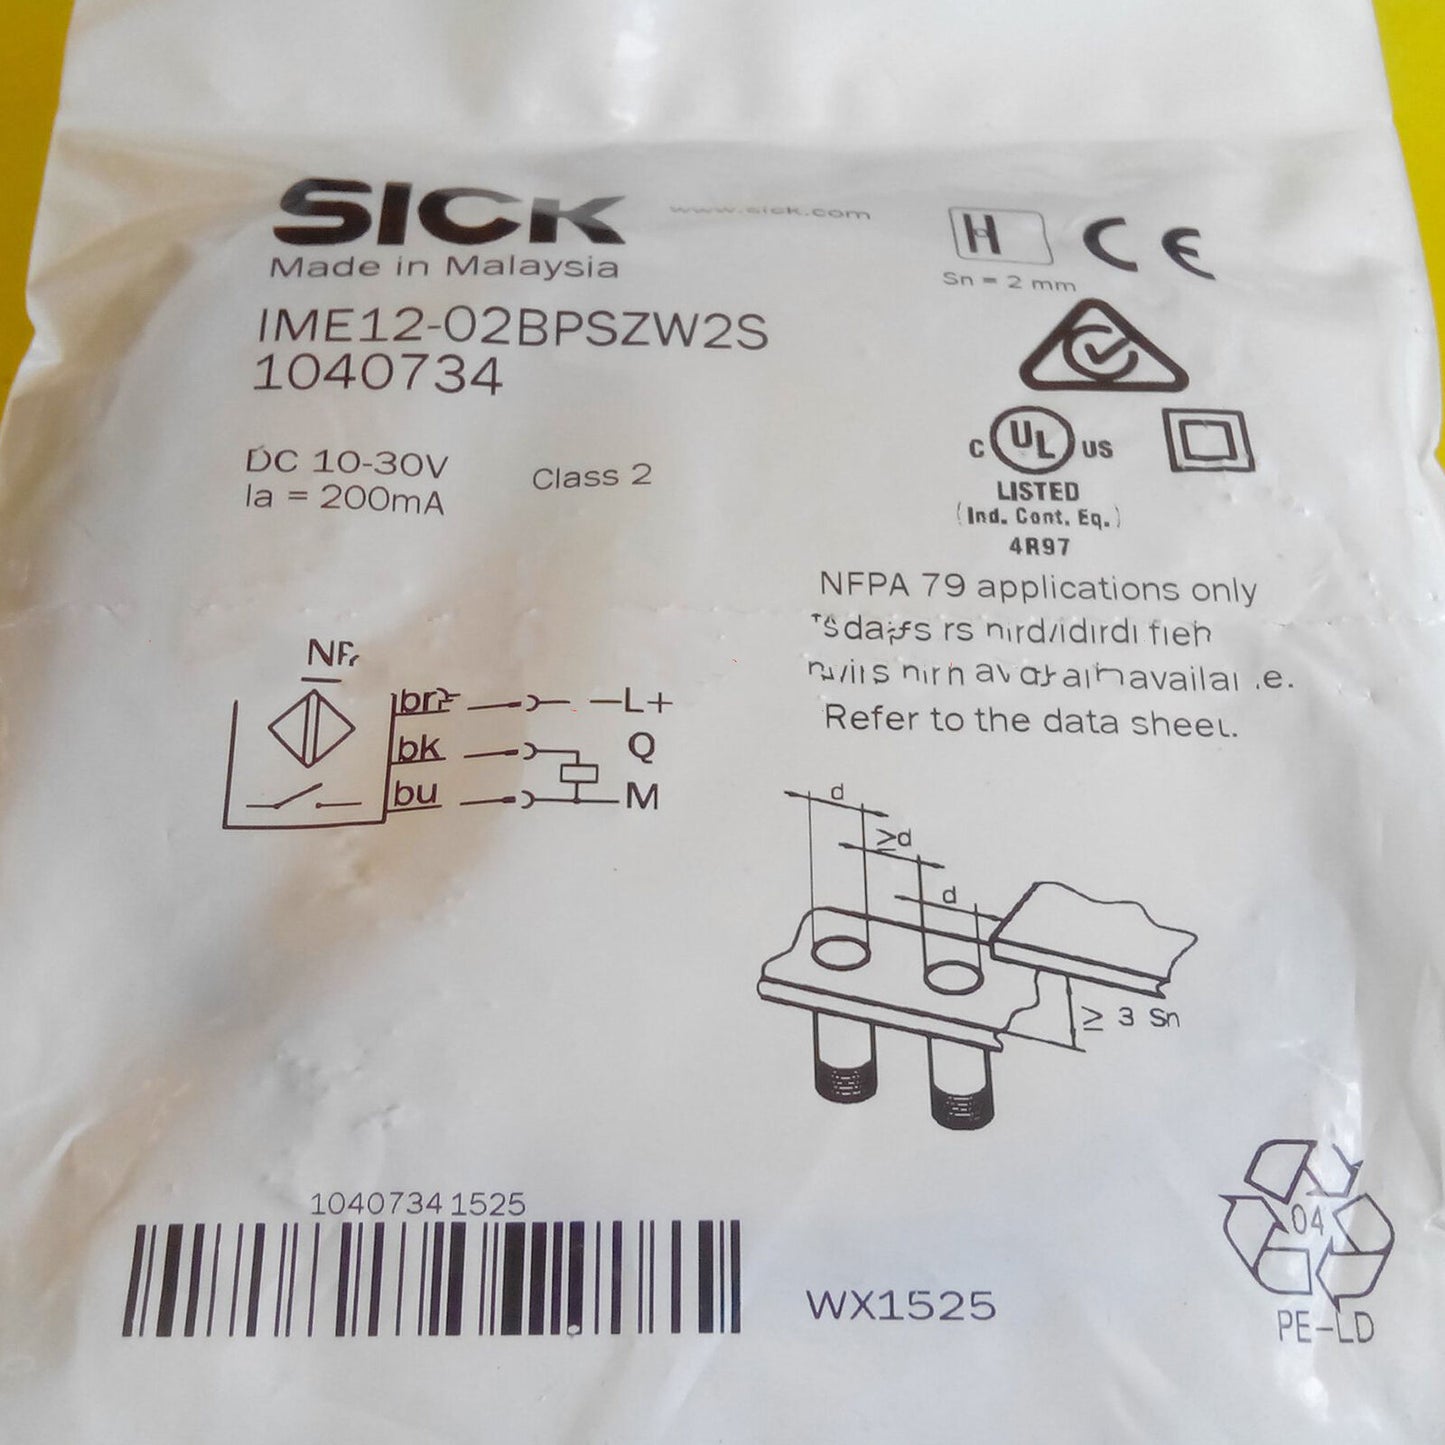 SICK www.sick.com
Made in Malaysia
IME12-02BPSZW2S
1040734
DC 10-30V
Ia = 200mA
Class 2
H
Sn = 2 mm
CE
C UL US
LISTED
(Ind. Cont. Eq.)
4R97
NFPA 79 applications only
Refer to the data sheet.
L+
bk Q
bu M
d
≥d
d
≥ 3 Sn
1040734 1525
WX1525
04
PE-LD